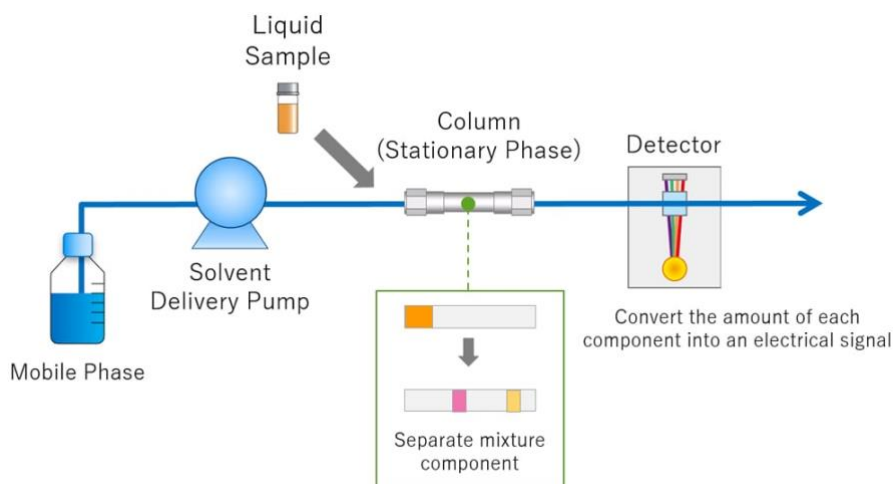 Liquid
Sample
Column
(Stationary Phase)
Detector
Solvent
Delivery Pump
Mobile Phase
Convert the amount of each
component into an electrical signal
Separate mixture
component